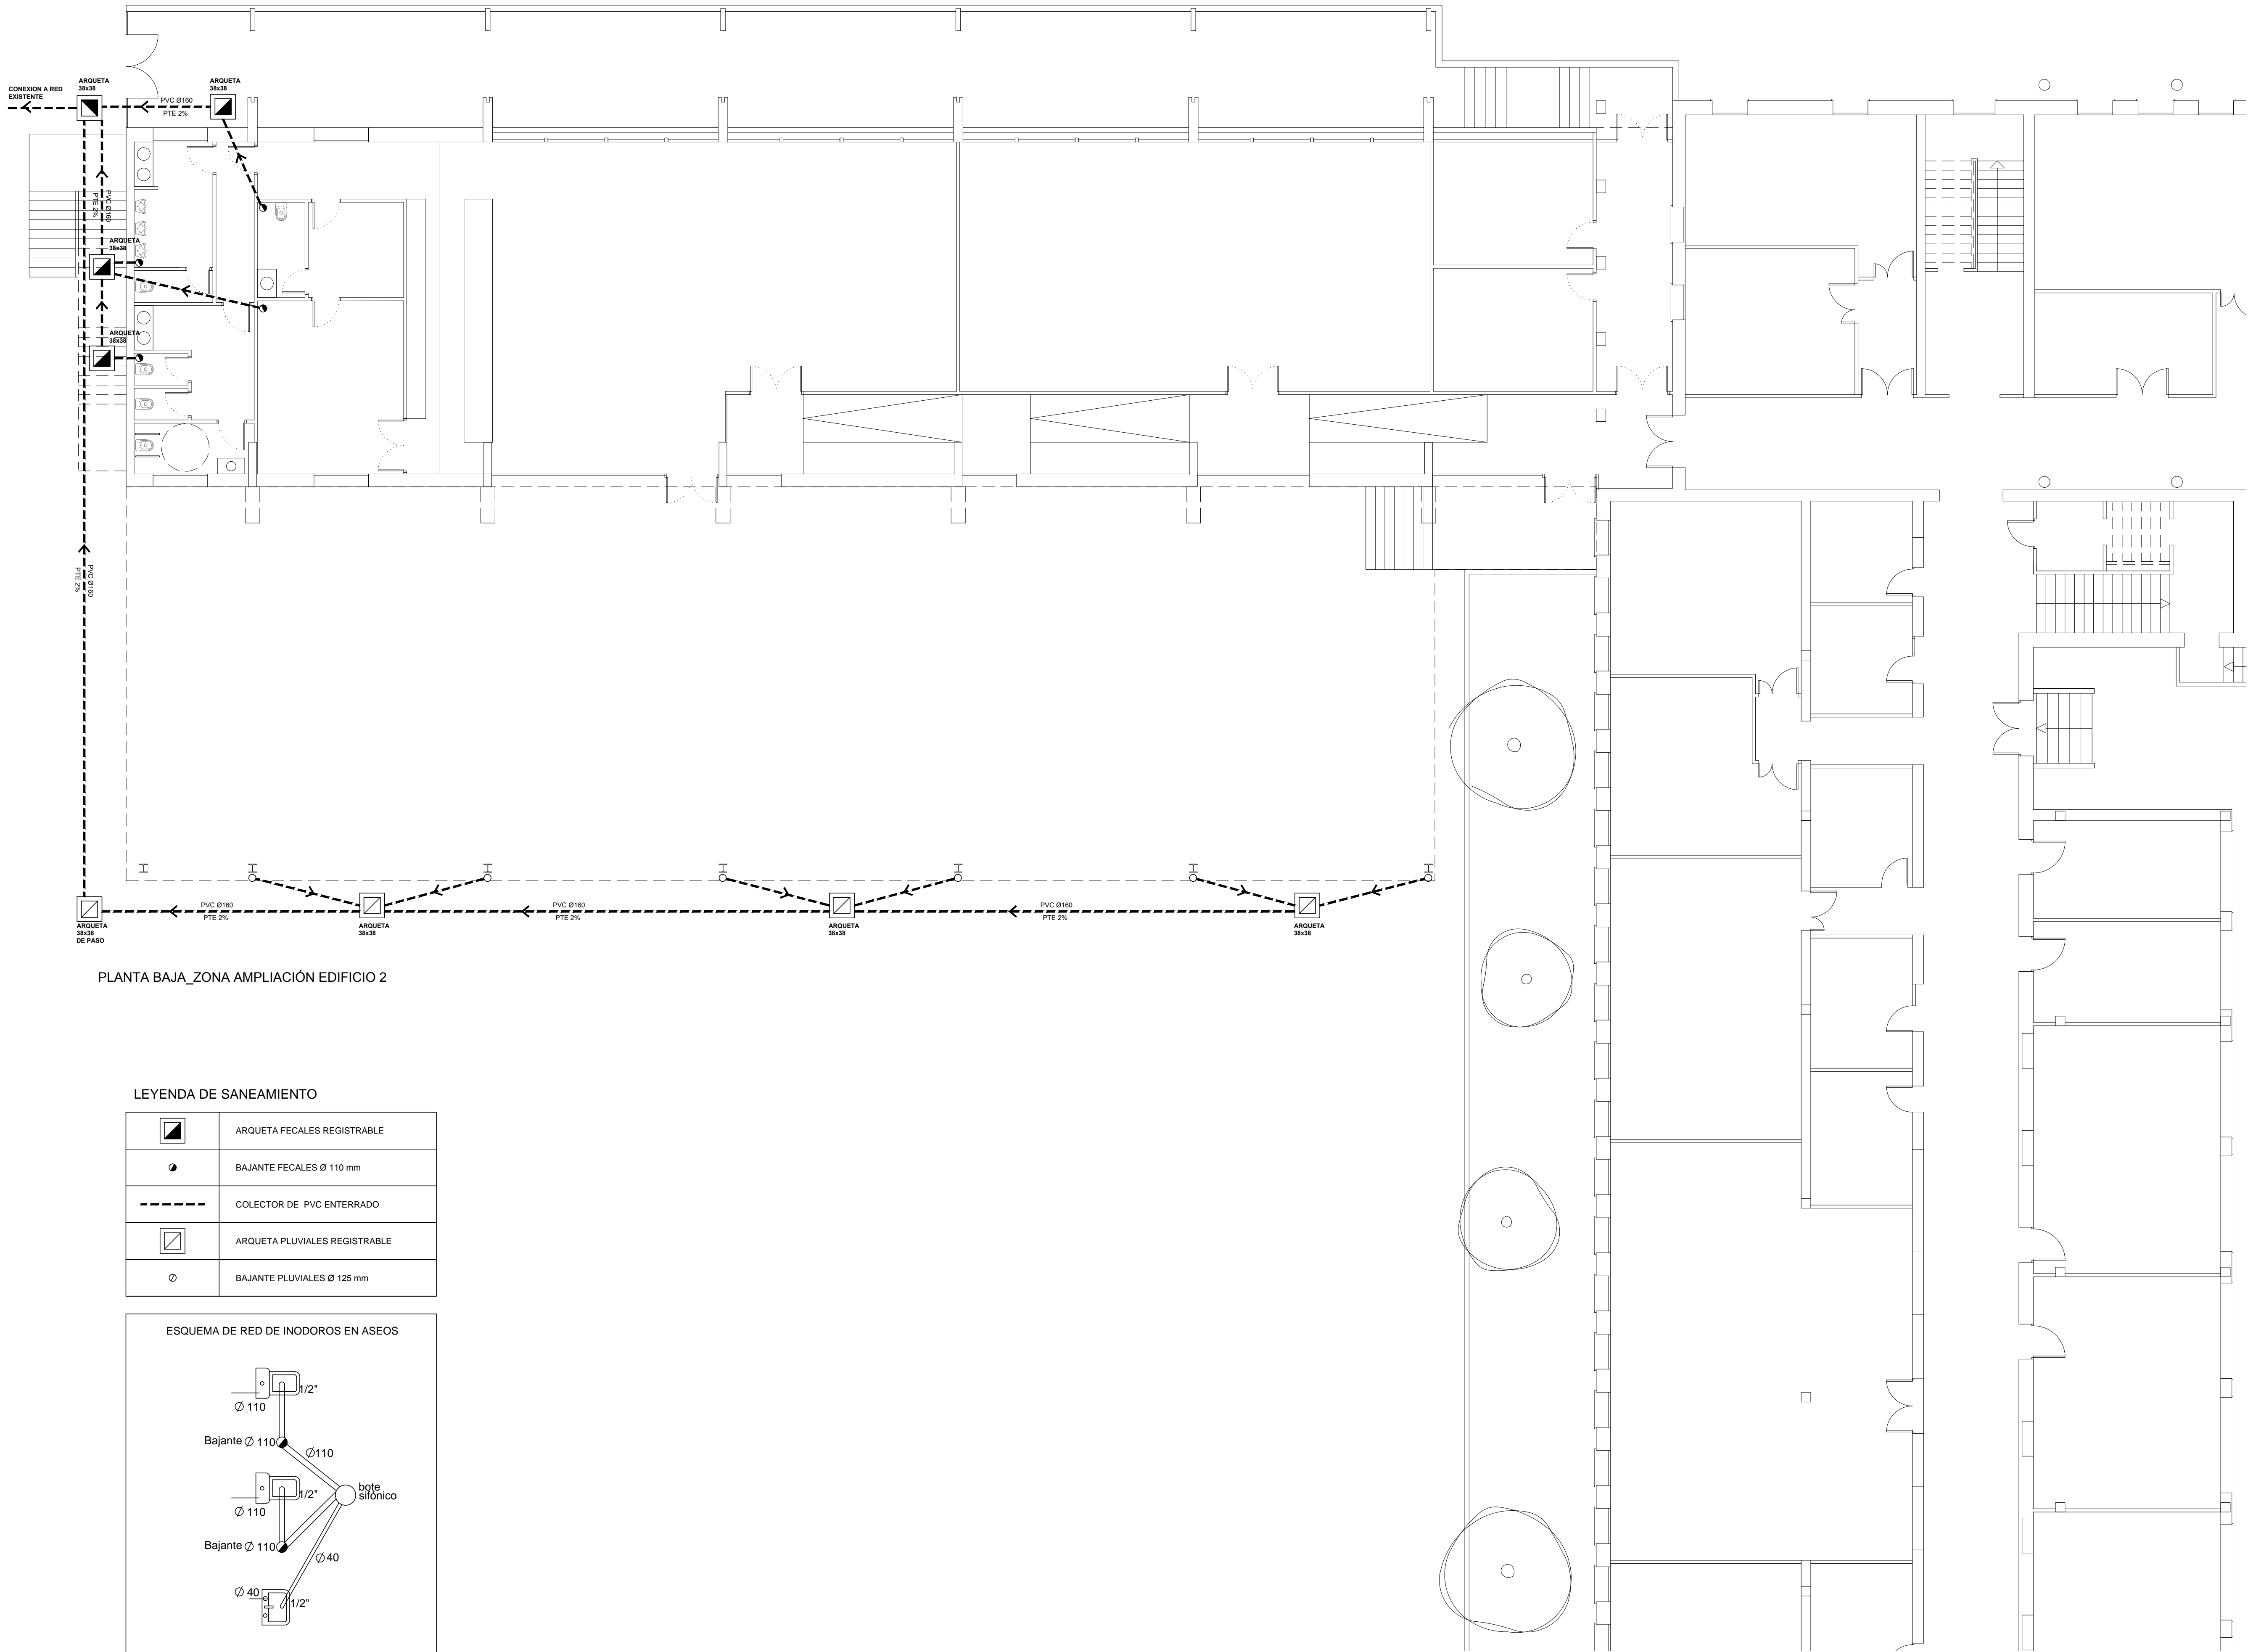 CONEXION A RED
EXISTENTE
ARQUETA
38x38
PVC Ø160
PTE 2%
ARQUETA
38x38
PVC Ø160
PTE 2%
ARQUETA
38x38
ARQUETA
38x38
PVC Ø160
PTE 2%
ARQUETA
38x38
DE PASO
PVC Ø160
PTE 2%
ARQUETA
38x38
PVC Ø160
PTE 2%
ARQUETA
38x38
PVC Ø160
PTE 2%
ARQUETA
38x38
PLANTA BAJA_ZONA AMPLIACIÓN EDIFICIO 2
LEYENDA DE SANEAMIENTO
ARQUETA FECALES REGISTRABLE
BAJANTE FECALES Ø 110 mm
COLECTOR DE PVC ENTERRADO
ARQUETA PLUVIALES REGISTRABLE
BAJANTE PLUVIALES Ø 125 mm
ESQUEMA DE RED DE INODOROS EN ASEOS
1/2"
Ø 110
Bajante Ø 110
Ø110
bote
sifónico
1/2"
Ø 110
Bajante Ø 110
Ø 40
Ø 40
1/2"